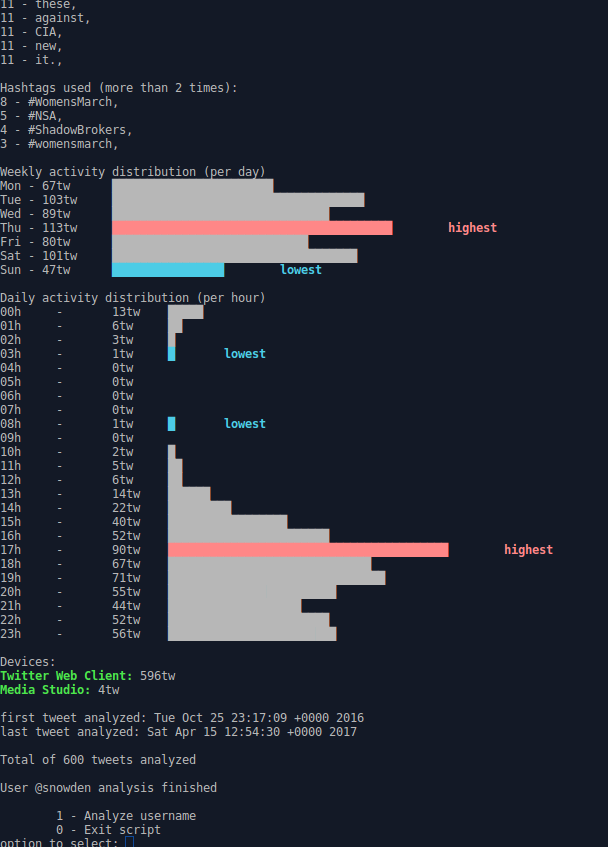 11 - these,
11 - against,
11 - CIA,
11 - new,
11 - it.,
Hashtags used (more than 2 times):
8 - #WomensMarch,
5 - #NSA,
4 - #ShadowBrokers,
3 - #womensmarch,
Weekly activity distribution (per day)
Mon - 67tw
Tue - 103tw
Wed - 89tw
Thu - 113tw highest
Fri - 80tw
Sat - 101tw
Sun - 47tw lowest
Daily activity distribution (per hour)
00h - 13tw
01h - 6tw
02h - 3tw
03h - 1tw lowest
04h - 0tw
05h - 0tw
06h - 0tw
07h - 0tw
08h - 1tw lowest
09h - 0tw
10h - 2tw
11h - 5tw
12h - 6tw
13h - 14tw
14h - 22tw
15h - 40tw
16h - 52tw
17h - 90tw highest
18h - 67tw
19h - 71tw
20h - 55tw
21h - 44tw
22h - 52tw
23h - 56tw
Devices:
Twitter Web Client: 596tw
Media Studio: 4tw
first tweet analyzed: Tue Oct 25 23:17:09 +0000 2016
last tweet analyzed: Sat Apr 15 12:54:30 +0000 2017
Total of 600 tweets analyzed
User @snowden analysis finished
1 - Analyze username
0 - Exit script
option to select: